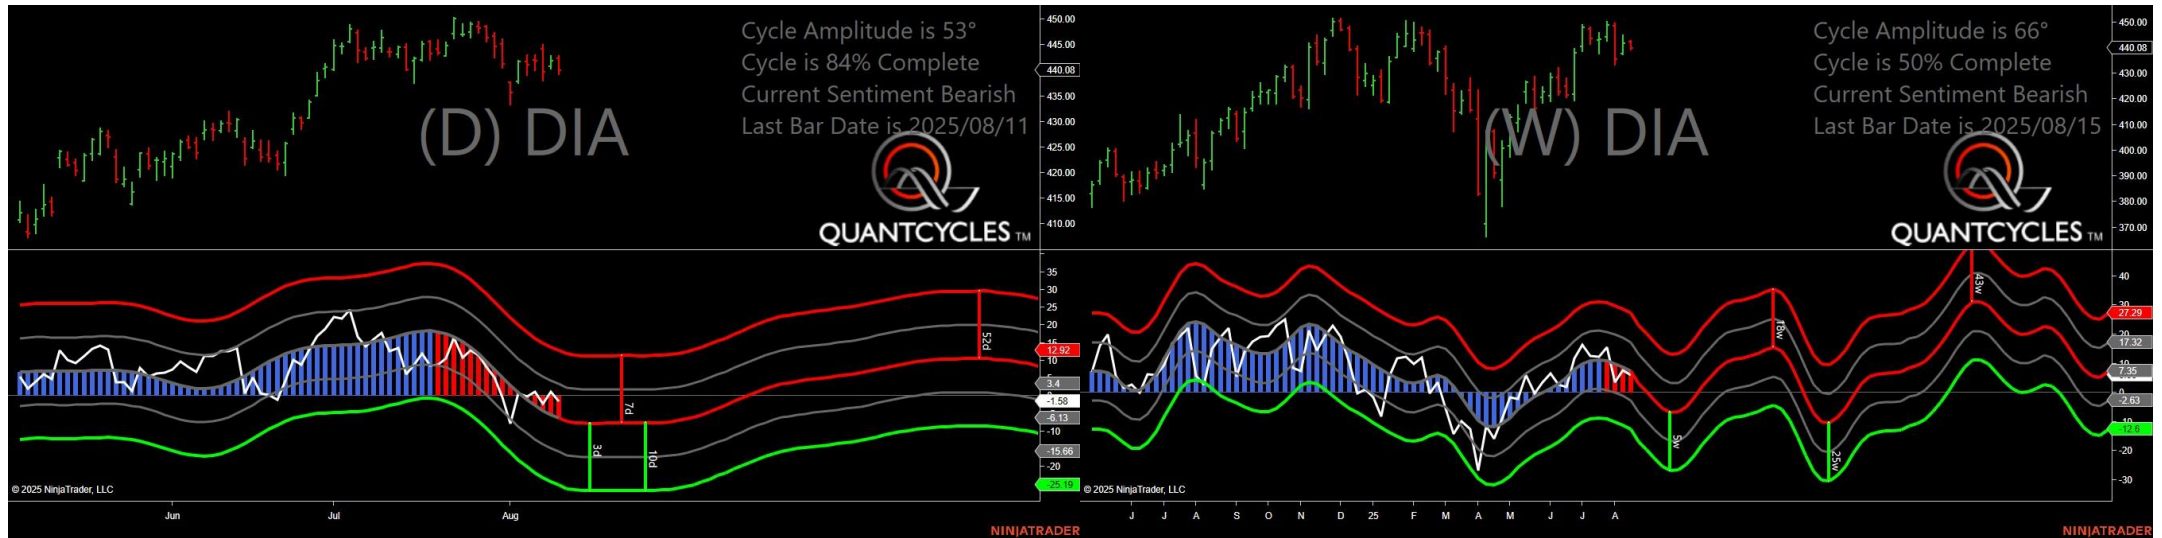 Cycle Amplitude is 53°
Cycle is 84% Complete
Current Sentiment Bearish
Last Bar Date is 2025/08/11
(D) DIA
QUANTCYCLES TM
450.00
445.00
440.08
435.00
430.00
425.00
420.00
415.00
410.00
35
30
25
20
15
12.92
10
3.4
-1.58
-6.13
-10
-15.66
-20
-25.19
7d
3d
10d
52d
© 2025 NinjaTrader, LLC
Jun
Jul
Aug
NINJATRADER
Cycle Amplitude is 66°
Cycle is 50% Complete
Current Sentiment Bearish
Last Bar Date is 2025/08/15
(W) DIA
QUANTCYCLES TM
450.00
440.08
430.00
420.00
410.00
400.00
390.00
380.00
370.00
40
30
27.29
20
17.32
10
7.35
0
-2.63
-10
-12.6
-20
-30
18w
43w
5w
25w
© 2025 NinjaTrader, LLC
J J A S O N D 25 F M A M J J A
NINJATRADER